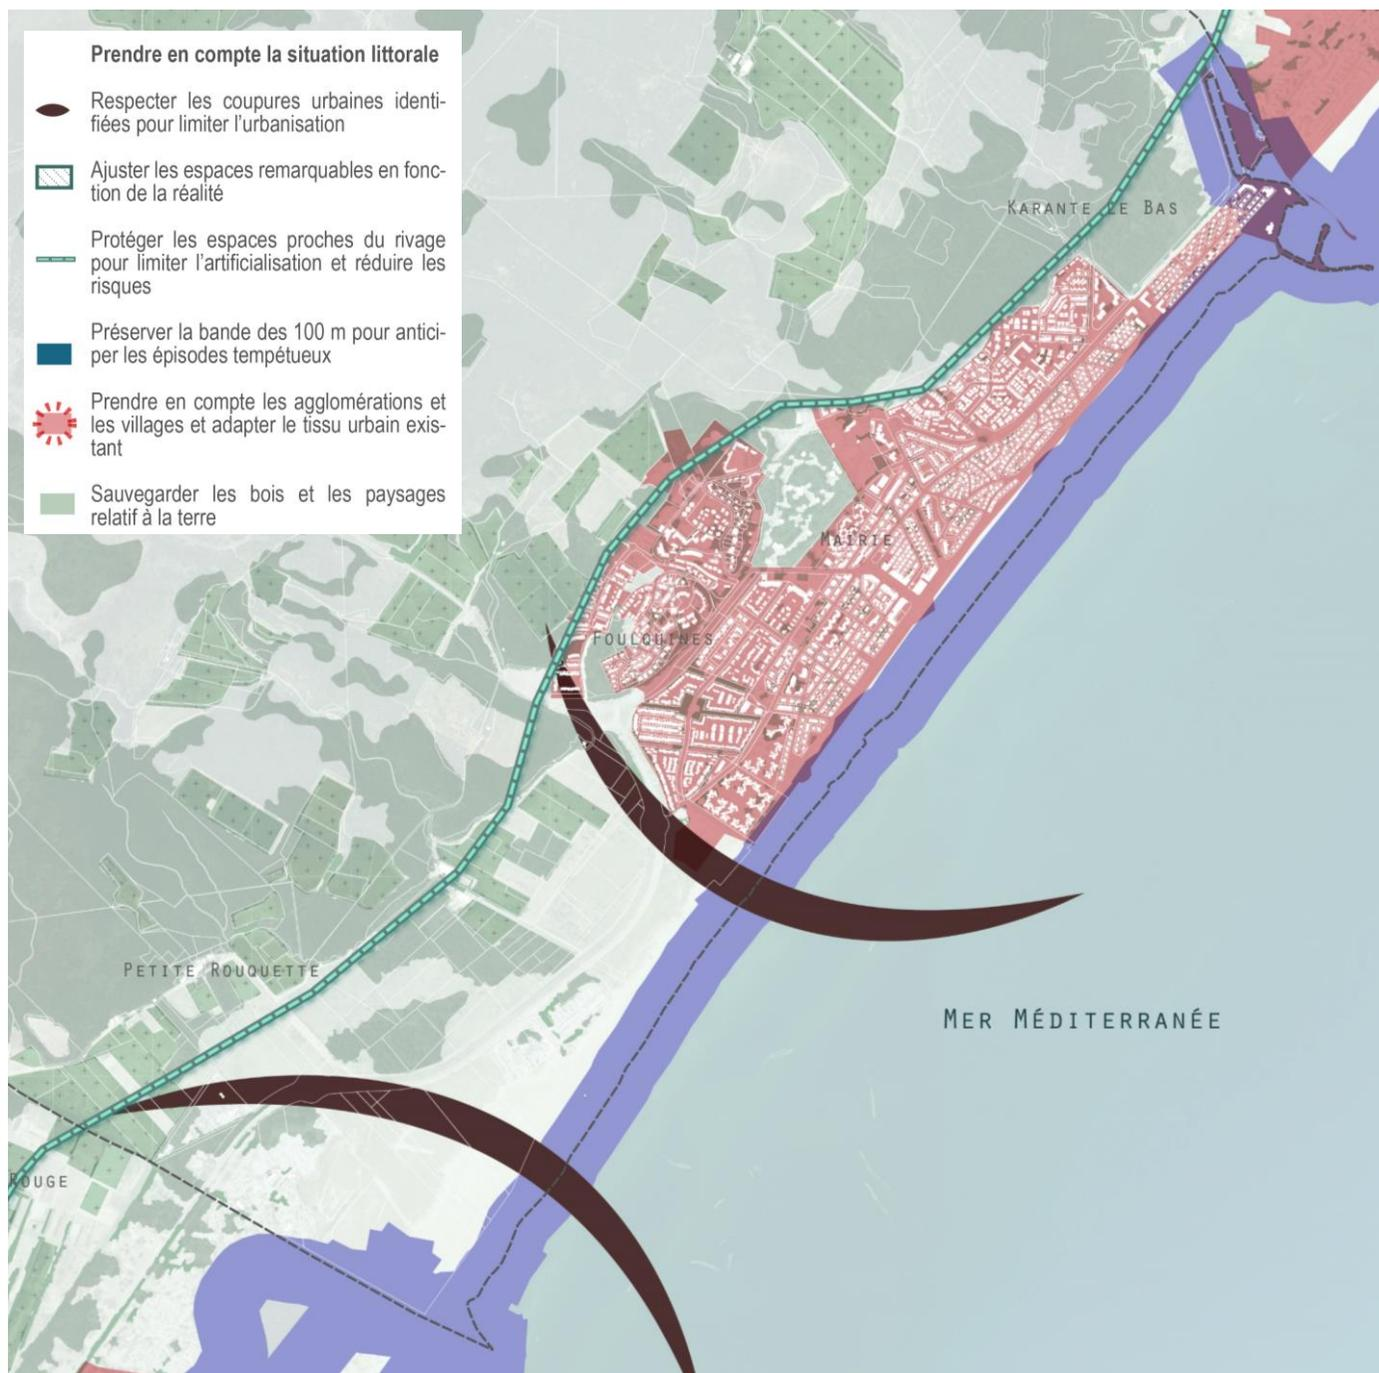 Prendre en compte la situation littorale
Respecter les coupures urbaines identi-
fiées pour limiter l'urbanisation
Ajuster les espaces remarquables en fonc-
tion de la réalité
Protéger les espaces proches du rivage
pour limiter l'artificialisation et réduire les
risques
Préserver la bande des 100 m pour antici-
per les épisodes tempétueux
Prendre en compte les agglomérations et
les villages et adapter le tissu urbain exis-
tant
Sauvegarder les bois et les paysages
relatif à la terre
KARANTE LE BAS
MAIRIE
FOULQUINES
PETITE ROUQUETTE
MER MÉDITERRANÉE
ROUGE